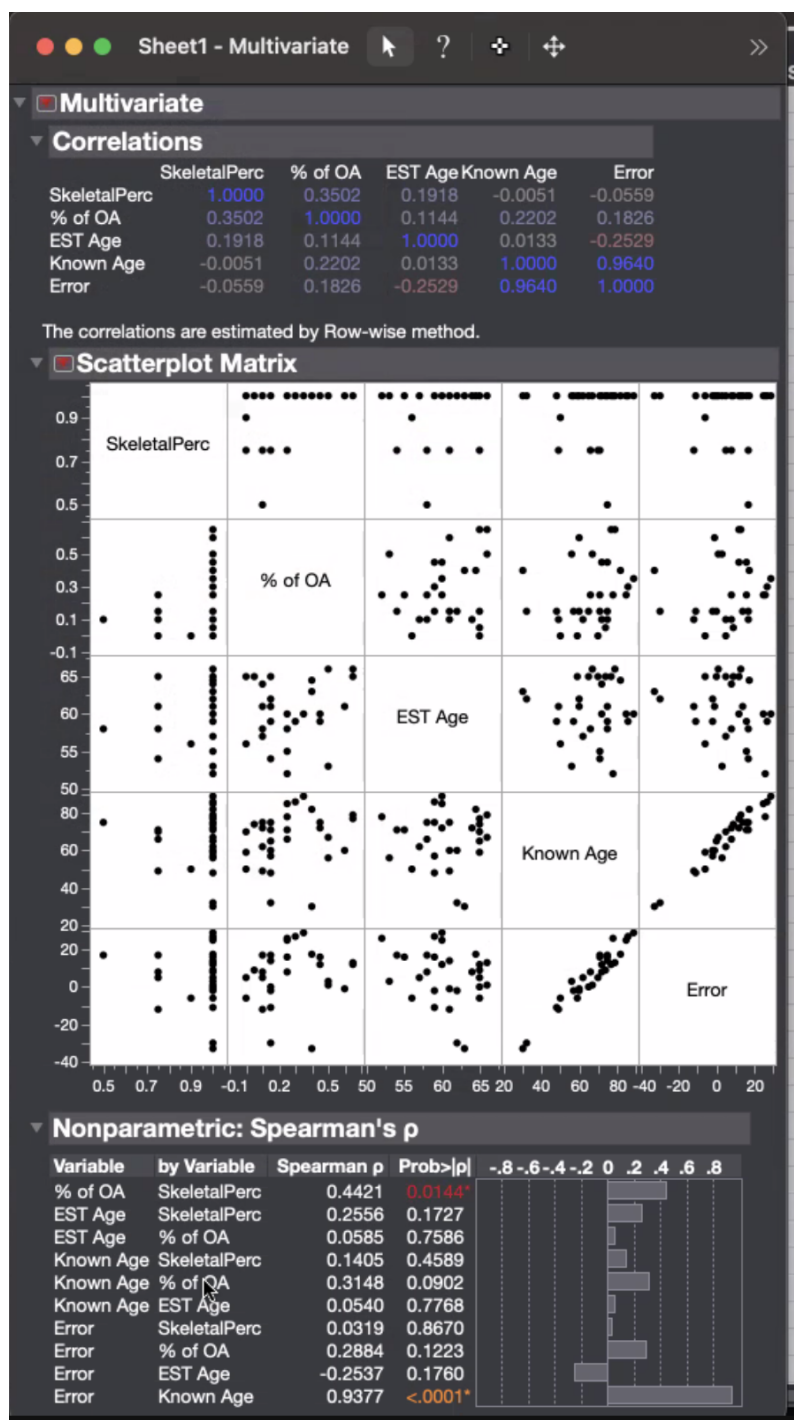 Sheet1 - Multivariate ? »
Multivariate
Correlations
SkeletalPerc % of OA EST Age Known Age Error
SkeletalPerc 1.0000 0.3502 0.1918 -0.0051 -0.0559
% of OA 0.3502 1.0000 0.1144 0.2202 0.1826
EST Age 0.1918 0.1144 1.0000 0.0133 -0.2529
Known Age -0.0051 0.2202 0.0133 1.0000 0.9640
Error -0.0559 0.1826 -0.2529 0.9640 1.0000
The correlations are estimated by Row-wise method.
Scatterplot Matrix
0.9
SkeletalPerc
0.7
0.5
0.5
% of OA
0.3
0.1
-0.1
65
EST Age
60
55
50
80
Known Age
60
40
20
20
Error
0
-20
-40
0.5 0.7 0.9 -0.1 0.2 0.5 50 55 60 65 20 40 60 80 -40 -20 0 20
Nonparametric: Spearman's ρ
Variable by Variable Spearman ρ Prob>|ρ| -.8 -.6 -.4 -.2 0 .2 .4 .6 .8
% of OA SkeletalPerc 0.4421 0.0144*
EST Age SkeletalPerc 0.2556 0.1727
EST Age % of OA 0.0585 0.7586
Known Age SkeletalPerc 0.1405 0.4589
Known Age % of OA 0.3148 0.0902
Known Age EST Age 0.0540 0.7768
Error SkeletalPerc 0.0319 0.8670
Error % of OA 0.2884 0.1223
Error EST Age -0.2537 0.1760
Error Known Age 0.9377 <.0001*